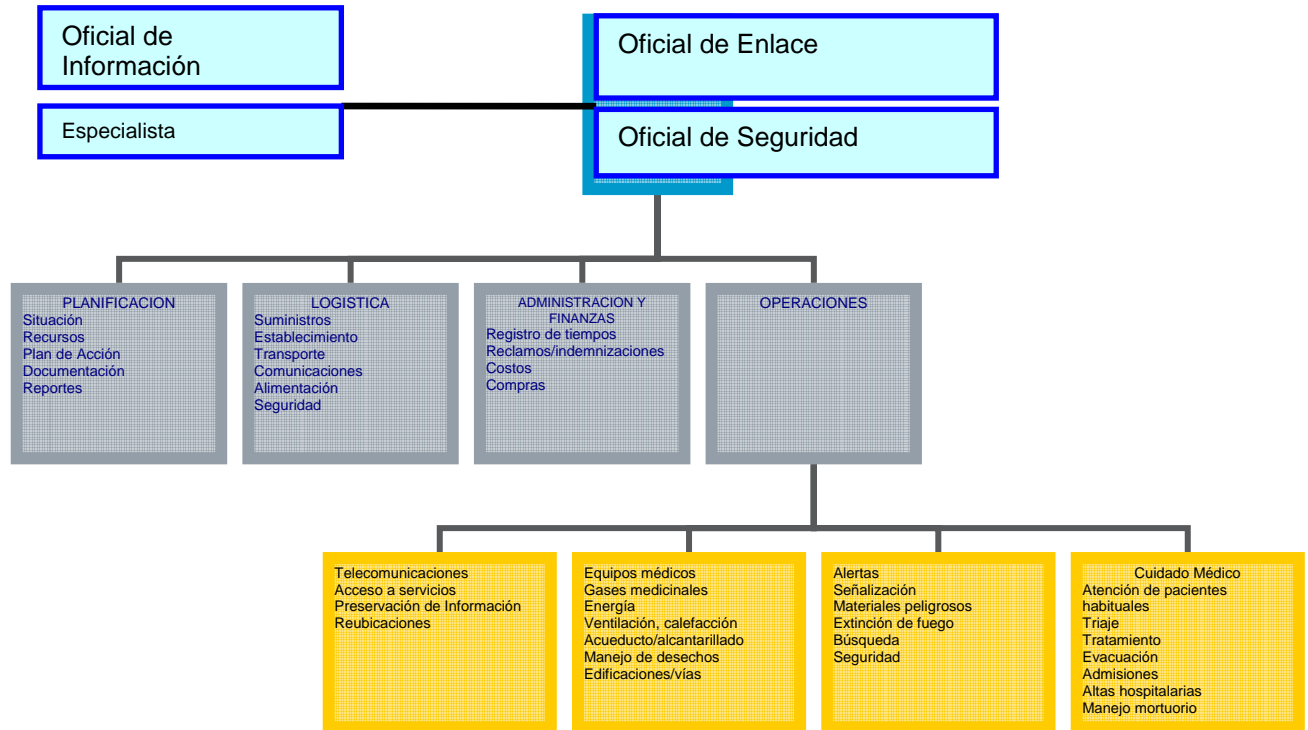 Oficial de
Información
Especialista
Oficial de Enlace
Oficial de Seguridad
PLANIFICACION
Situación
Recursos
Plan de Acción
Documentación
Reportes
LOGISTICA
Suministros
Establecimiento
Transporte
Comunicaciones
Alimentación
Seguridad
ADMINISTRACION Y
FINANZAS
Registro de tiempos
Reclamos/indemnizaciones
Costos
Compras
OPERACIONES
Telecomunicaciones
Acceso a servicios
Preservación de Información
Reubicaciones
Equipos médicos
Gases medicinales
Energía
Ventilación, calefacción
Acueducto/alcantarillado
Manejo de desechos
Edificaciones/vías
Alertas
Señalización
Materiales peligrosos
Extinción de fuego
Búsqueda
Seguridad
Cuidado Médico
Atención de pacientes
habituales
Triaje
Tratamiento
Evacuación
Admisiones
Altas hospitalarias
Manejo mortuorio